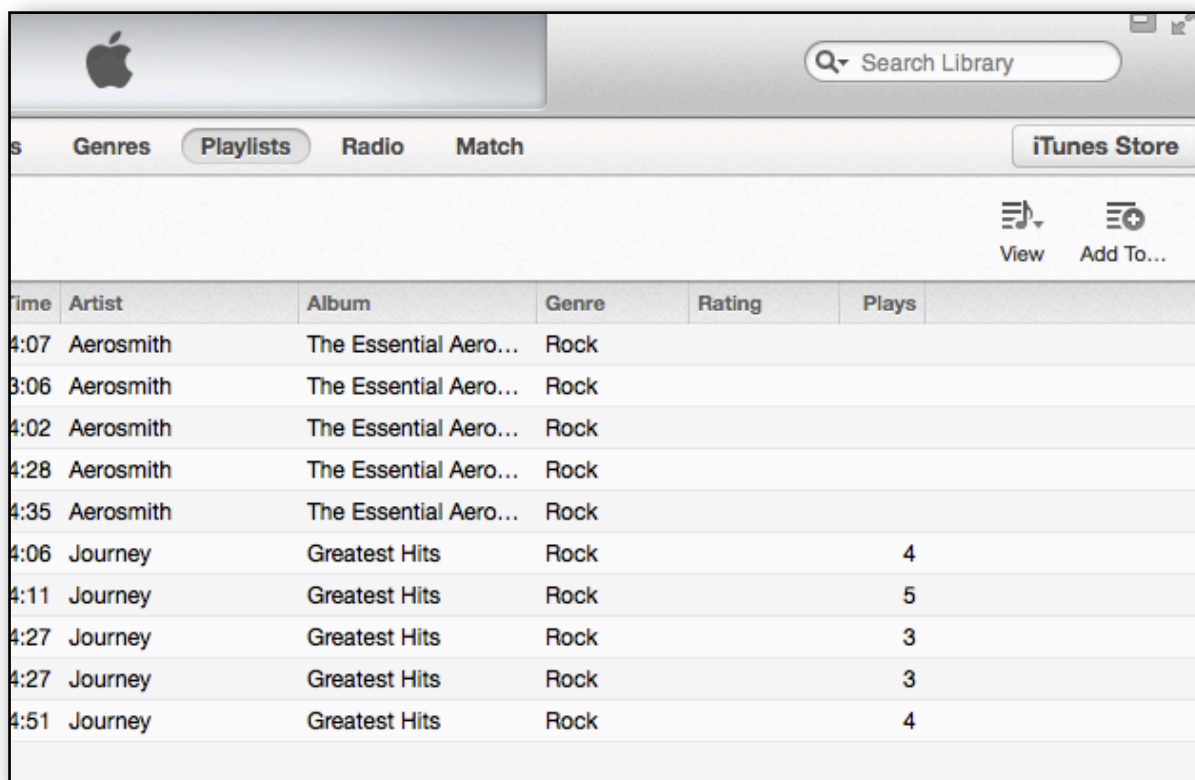 Search Library
s Genres Playlists Radio Match iTunes Store
View Add To...
Time Artist Album Genre Rating Plays
4:07 Aerosmith The Essential Aero... Rock
3:06 Aerosmith The Essential Aero... Rock
4:02 Aerosmith The Essential Aero... Rock
4:28 Aerosmith The Essential Aero... Rock
4:35 Aerosmith The Essential Aero... Rock
4:06 Journey Greatest Hits Rock 4
4:11 Journey Greatest Hits Rock 5
4:27 Journey Greatest Hits Rock 3
4:27 Journey Greatest Hits Rock 3
4:51 Journey Greatest Hits Rock 4